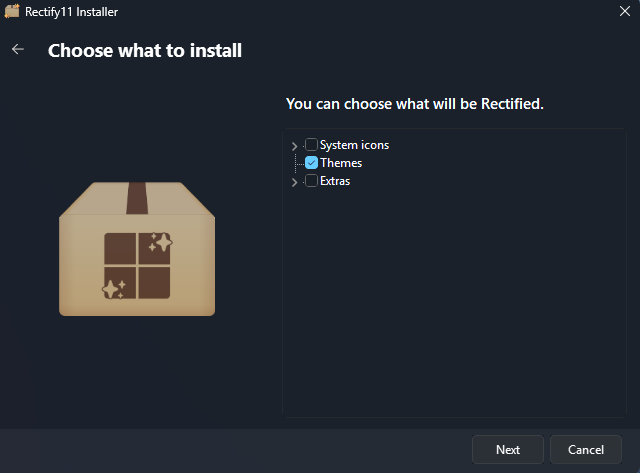 Rectify11 Installer
Choose what to install
You can choose what will be Rectified.
System icons
Themes
Extras
Next
Cancel